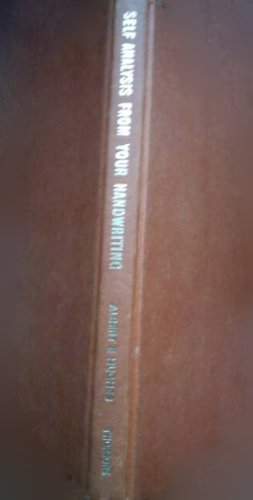 SELF ANALYSIS FROM YOUR HANDWRITING
ALBERT E HUGHES